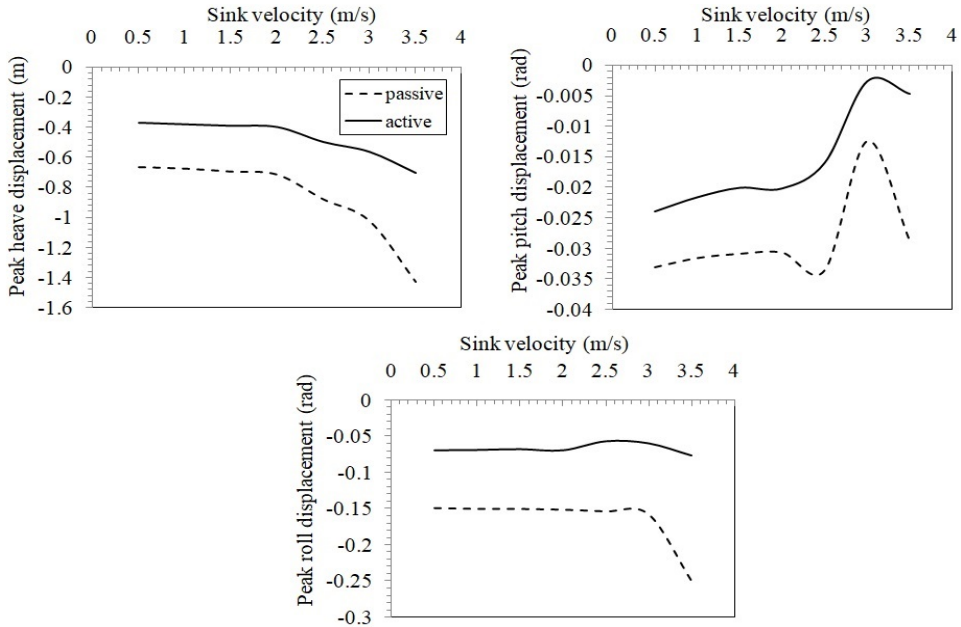 Sink velocity (m/s)
0 0.5 1 1.5 2 2.5 3 3.5 4
Peak heave displacement (m)
0
-0.2
-0.4
-0.6
-0.8
-1
-1.2
-1.4
-1.6
passive
active
Sink velocity (m/s)
0 0.5 1 1.5 2 2.5 3 3.5 4
Peak pitch displacement (rad)
0
-0.005
-0.01
-0.015
-0.02
-0.025
-0.03
-0.035
-0.04
Sink velocity (m/s)
0 0.5 1 1.5 2 2.5 3 3.5 4
Peak roll displacement (rad)
0
-0.05
-0.1
-0.15
-0.2
-0.25
-0.3